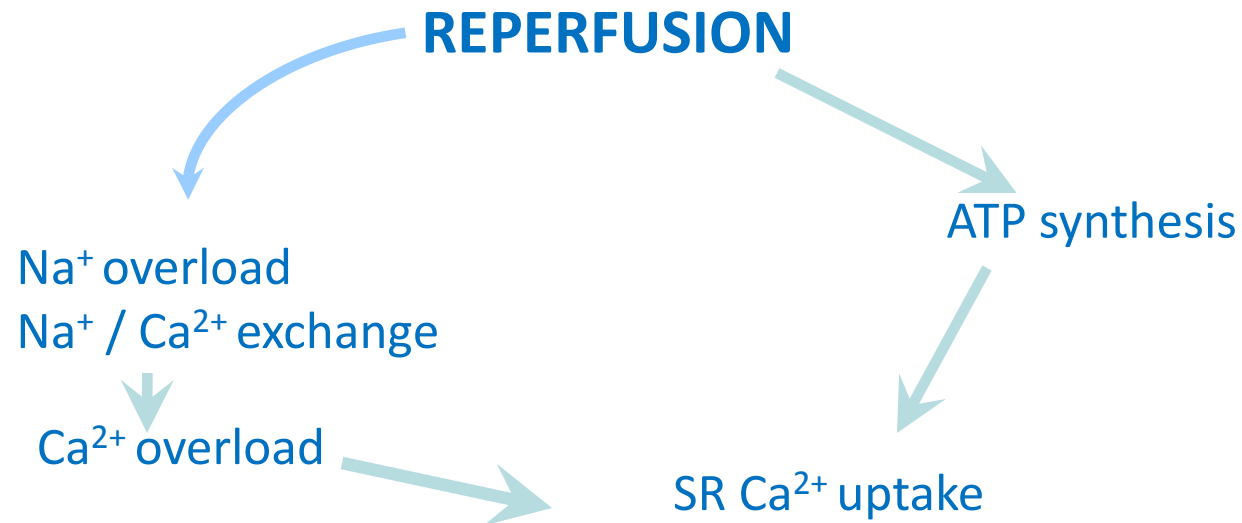 REPERFUSION
ATP synthesis
Na⁺ overload
Na⁺ / Ca²⁺ exchange
Ca²⁺ overload
SR Ca²⁺ uptake